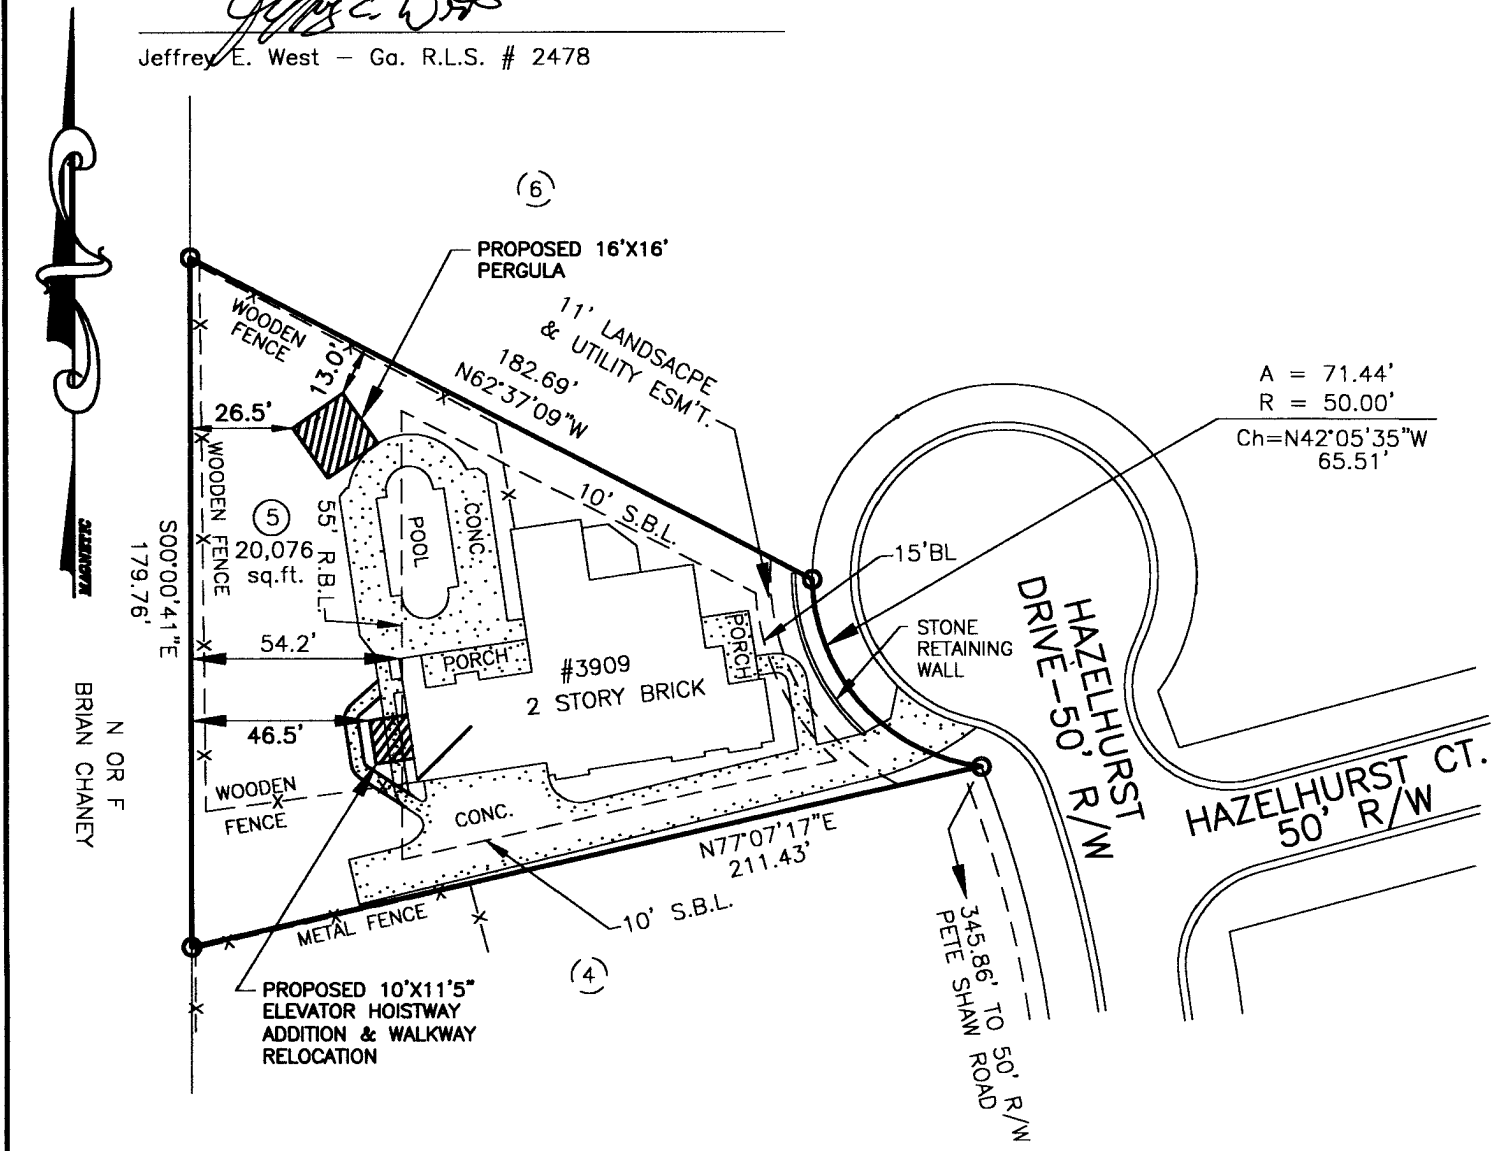 Jeffrey E. West – Ga. R.L.S. # 2478
6
PROPOSED 16'X16'
PERGULA
11' LANDSACPE
& UTILITY ESM'T.
182.69'
N62°37'09"W
WOODEN
FENCE
13.0'
26.5'
A = 71.44'
R = 50.00'
Ch=N42°05'35"W
65.51'
WOODEN FENCE
5
20,076
sq.ft.
55' R.B.L.
POOL
CONC.
10' S.B.L.
15'BL
MAGNETIC
S00°00'41"E
179.76'
STONE
RETAINING
WALL
HAZELHURST
DRIVE–50' R/W
54.2'
PORCH
PORCH
#3909
2 STORY BRICK
46.5'
N OR F
BRIAN CHANEY
WOODEN
FENCE
CONC.
N77°07'17"E
211.43'
HAZELHURST CT.
50' R/W
METAL FENCE
10' S.B.L.
4
345.86' TO 50' R/W
PETE SHAW ROAD
PROPOSED 10'X11'5"
ELEVATOR HOISTWAY
ADDITION & WALKWAY
RELOCATION